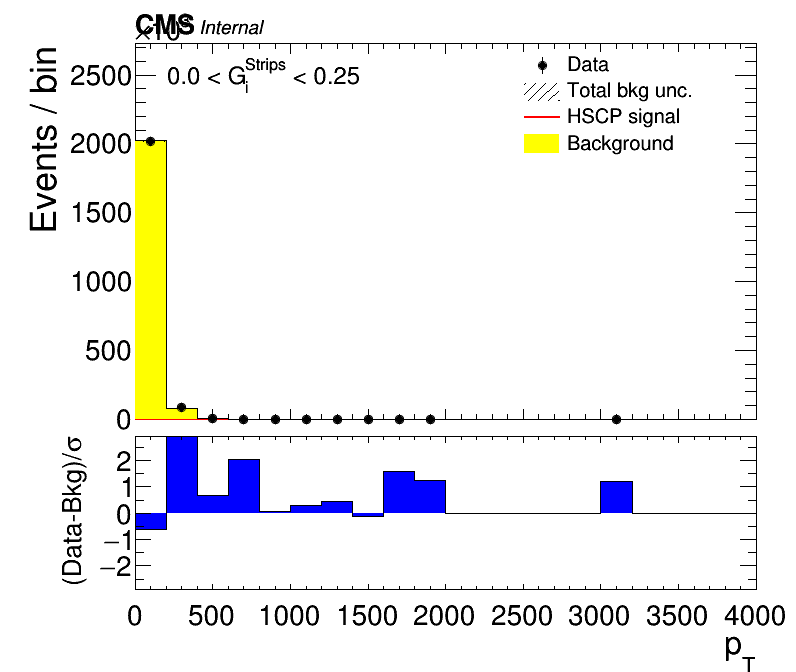 CMS Internal
0.0 < G_i^Strips < 0.25
Data
Total bkg unc.
HSCP signal
Background
Events / bin
2500
2000
1500
1000
500
0
(Data-Bkg)/σ
2
1
0
−1
−2
0 500 1000 1500 2000 2500 3000 3500 4000
p_T